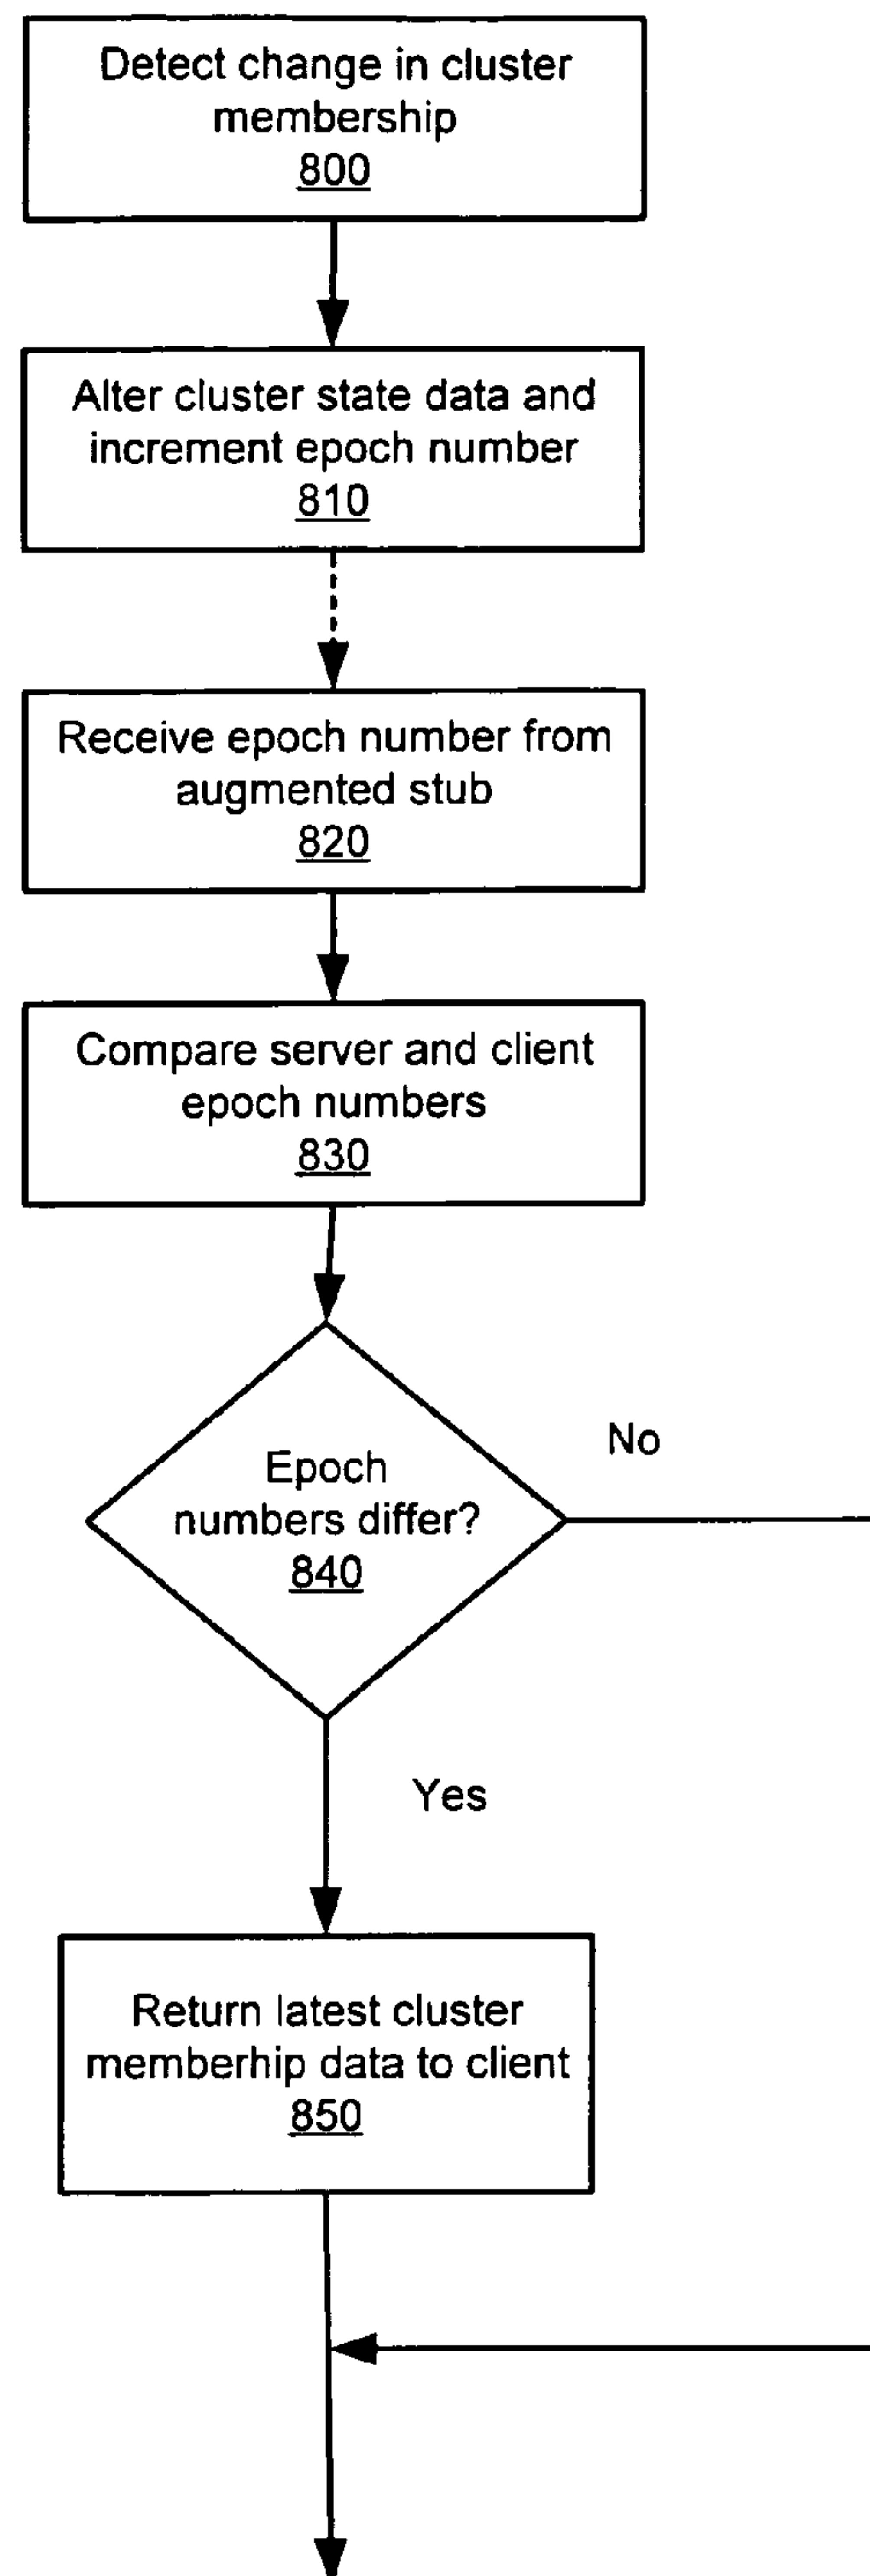 Detect change in cluster
membership
800
Alter cluster state data and
increment epoch number
810
Receive epoch number from
augmented stub
820
Compare server and client
epoch numbers
830
Epoch
numbers differ?
840
No
Yes
Return latest cluster
memberhip data to client
850